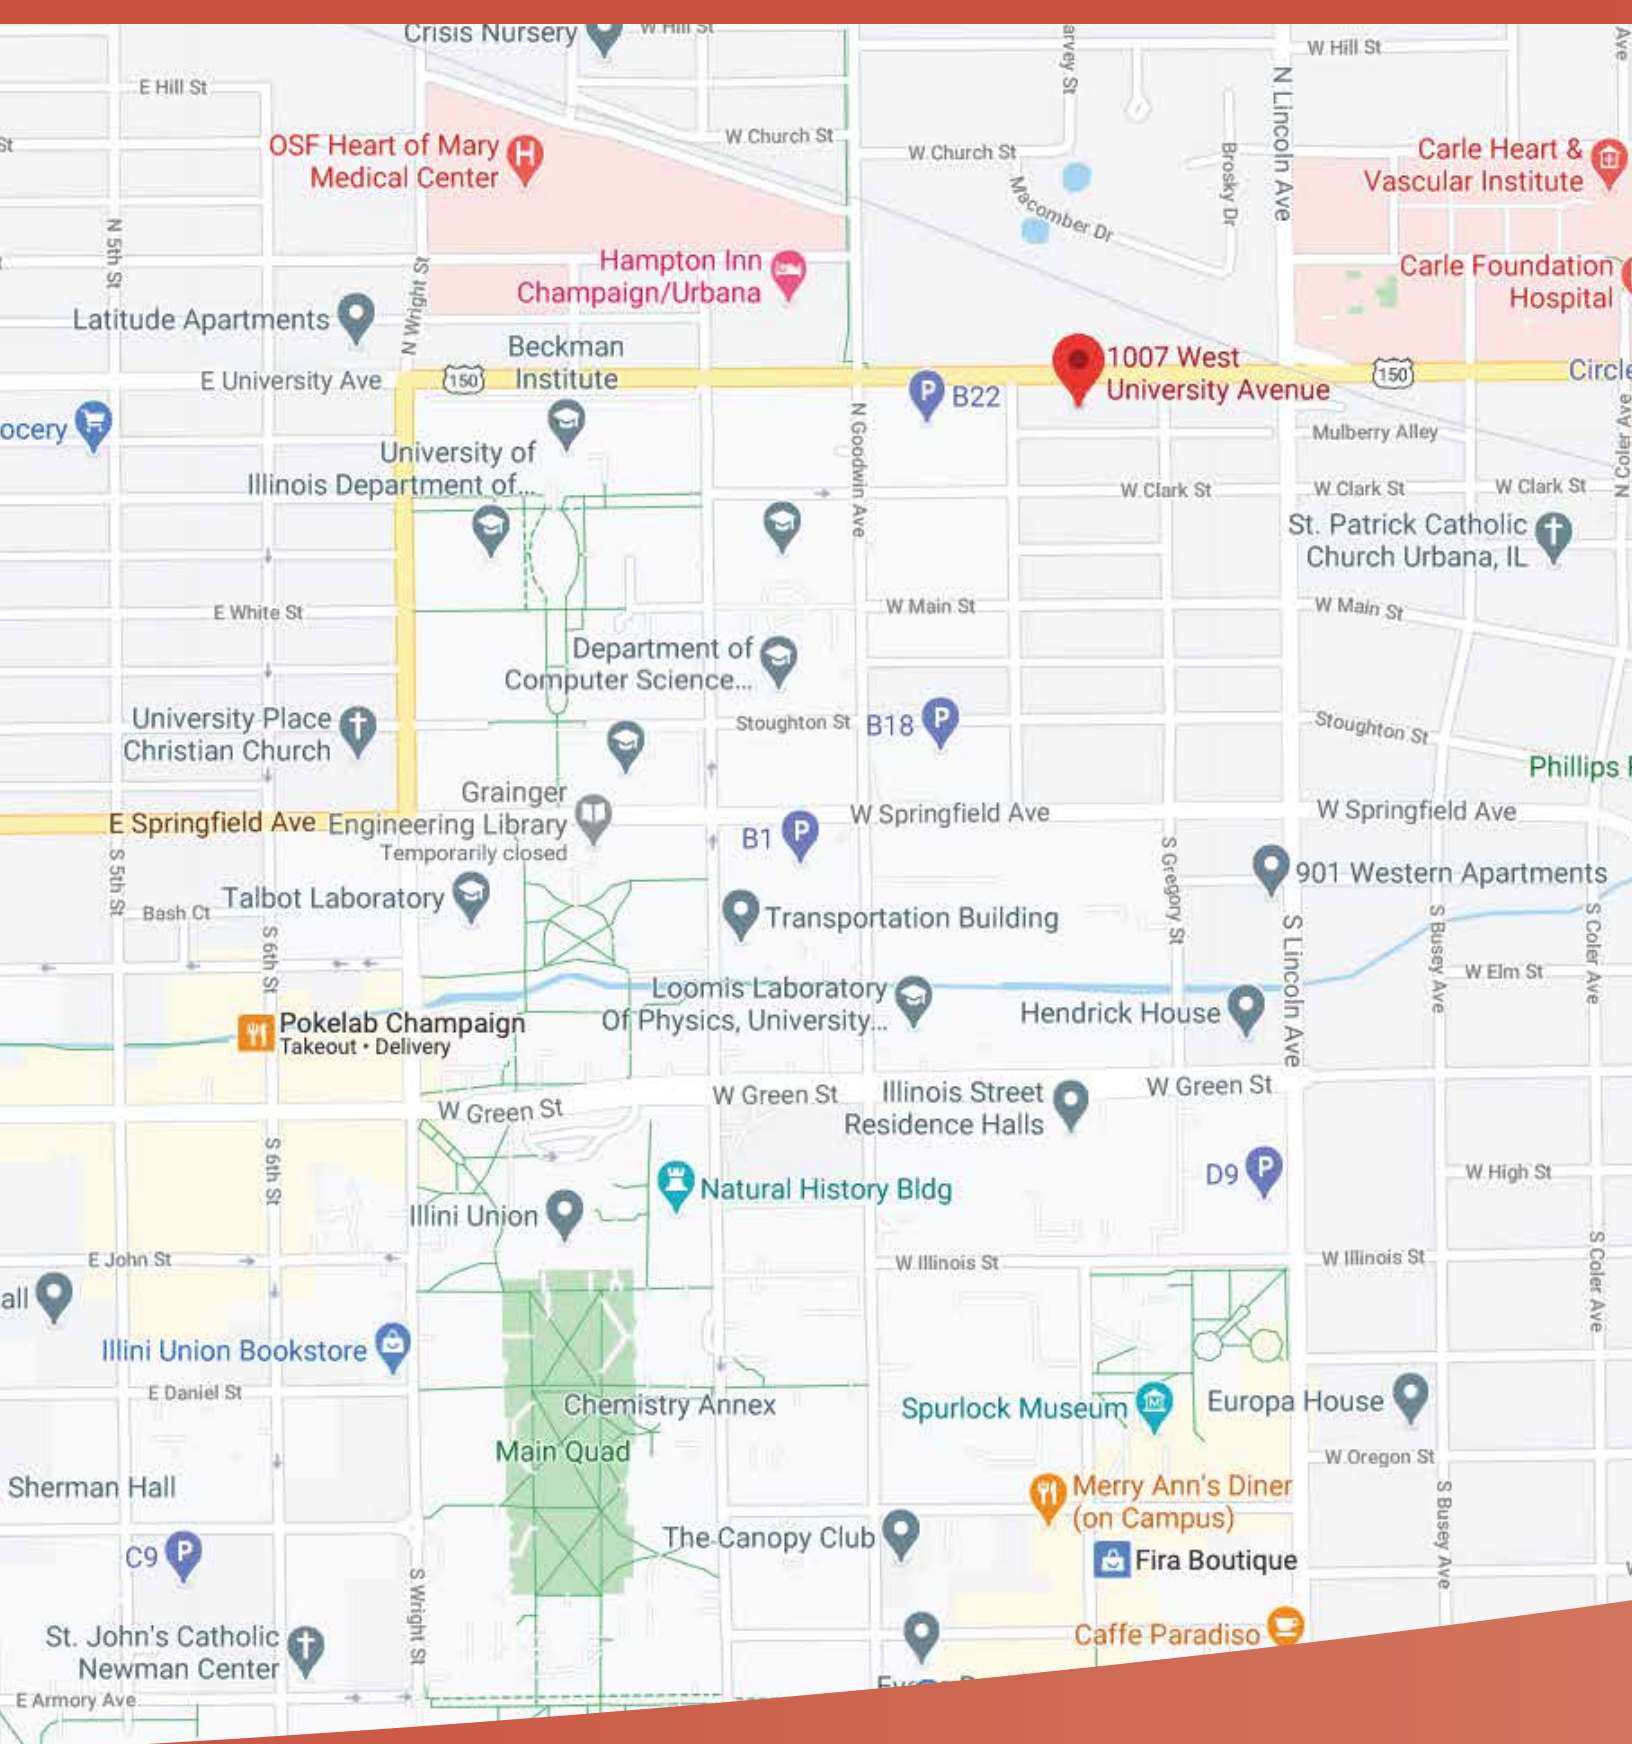 Crisis Nursery
W Hill St
arvey St
W Hill St
Ave
E Hill St
N Lincoln Ave
St
OSF Heart of Mary
Medical Center
W Church St
W Church St
Brosky Dr
Carle Heart &
Vascular Institute
Macomber Dr
N 5th St
N Wright St
Hampton Inn
Champaign/Urbana
Carle Foundation
Hospital
Latitude Apartments
Beckman
Institute
E University Ave
150
1007 West
University Avenue
150
Circle
B22
ocery
N Goodwin Ave
Mulberry Alley
N Coler Ave
University of
Illinois Department of...
W Clark St
W Clark St
W Clark St
St. Patrick Catholic
Church Urbana, IL
E White St
W Main St
W Main St
Department of
Computer Science...
University Place
Christian Church
Stoughton St
B18
Stoughton St
Phillips
Grainger
Engineering Library
Temporarily closed
E Springfield Ave
B1
W Springfield Ave
W Springfield Ave
S 5th St
S Gregory St
901 Western Apartments
Talbot Laboratory
Bash Ct
Transportation Building
S 6th St
S Lincoln Ave
S Busey Ave
S Coler Ave
W Elm St
Loomis Laboratory
Of Physics, University...
Hendrick House
Pokelab Champaign
Takeout • Delivery
W Green St
W Green St
W Green St
Illinois Street
Residence Halls
S 6th St
D9
W High St
Natural History Bldg
Illini Union
E John St
W Illinois St
W Illinois St
S Coler Ave
all
Illini Union Bookstore
E Daniel St
Chemistry Annex
Spurlock Museum
Europa House
Main Quad
W Oregon St
Sherman Hall
Merry Ann's Diner
(on Campus)
S Busey Ave
The Canopy Club
C9
Fira Boutique
S Wright St
St. John's Catholic
Newman Center
Caffe Paradiso
E Armory Ave